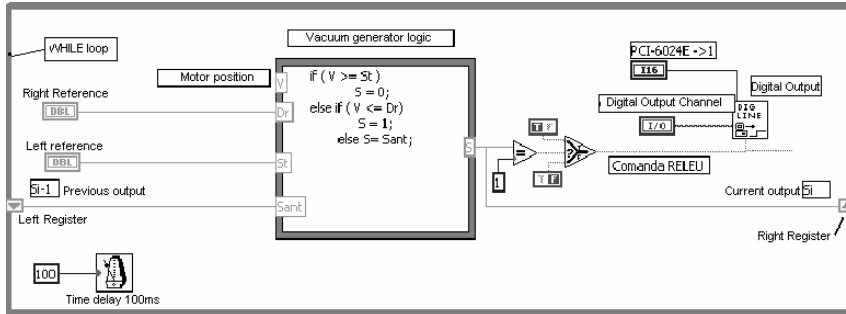 WHILE loop
Vacuum generator logic
PCI-6024E ->1
I16
Motor position
V
if ( V >= St )
S = 0;
else if ( V <= Dr)
S = 1;
else S= Sant;
Right Reference
DBL
Dr
Digital Output
Digital Output Channel
I/O
DIG
LINE
T
Left reference
DBL
St
S
=
?
1
F
Comanda RELEU
Si-1 Previous output
Sant
Current output Si
Left Register
Right Register
100
Time delay 100ms